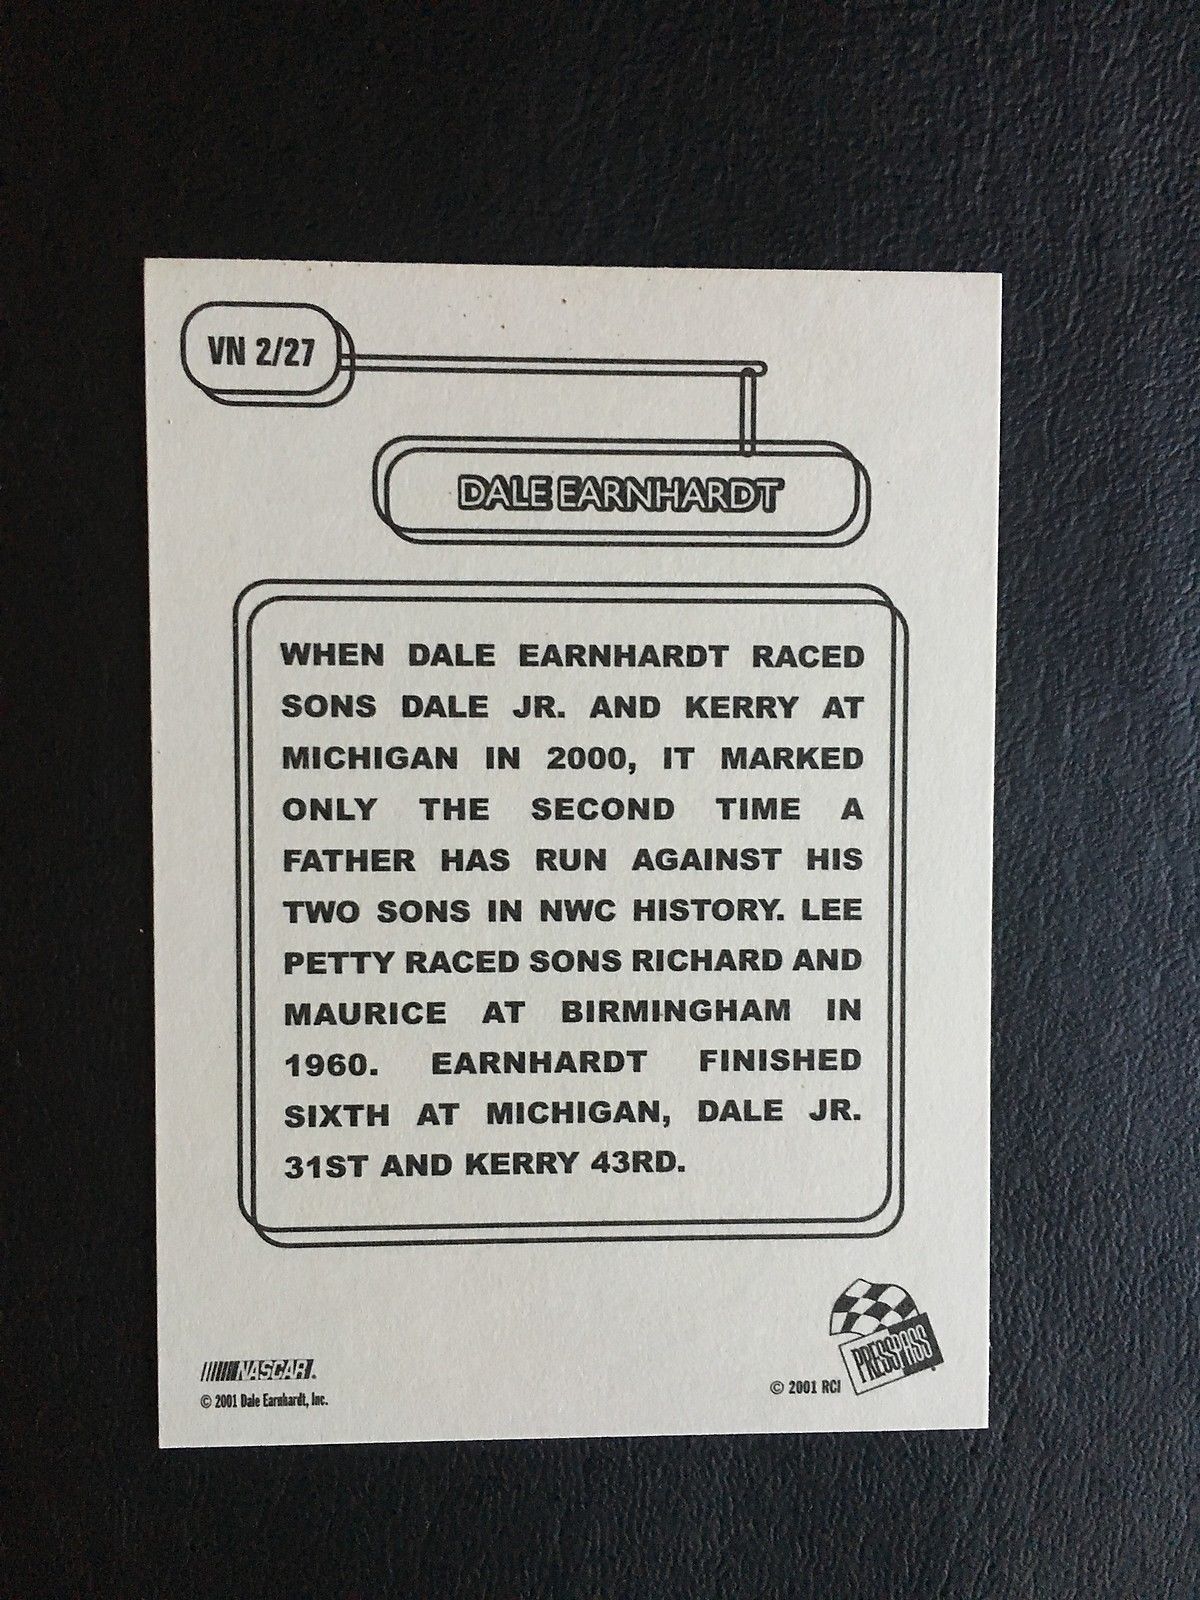 VN 2/27
DALE EARNHARDT
WHEN DALE EARNHARDT RACED
SONS DALE JR. AND KERRY AT
MICHIGAN IN 2000, IT MARKED
ONLY THE SECOND TIME A
FATHER HAS RUN AGAINST HIS
TWO SONS IN NWC HISTORY. LEE
PETTY RACED SONS RICHARD AND
MAURICE AT BIRMINGHAM IN
1960. EARNHARDT FINISHED
SIXTH AT MICHIGAN, DALE JR.
31ST AND KERRY 43RD.
NASCAR.
© 2001 Dale Earnhardt, Inc.
© 2001 RCI
PRESS PASS